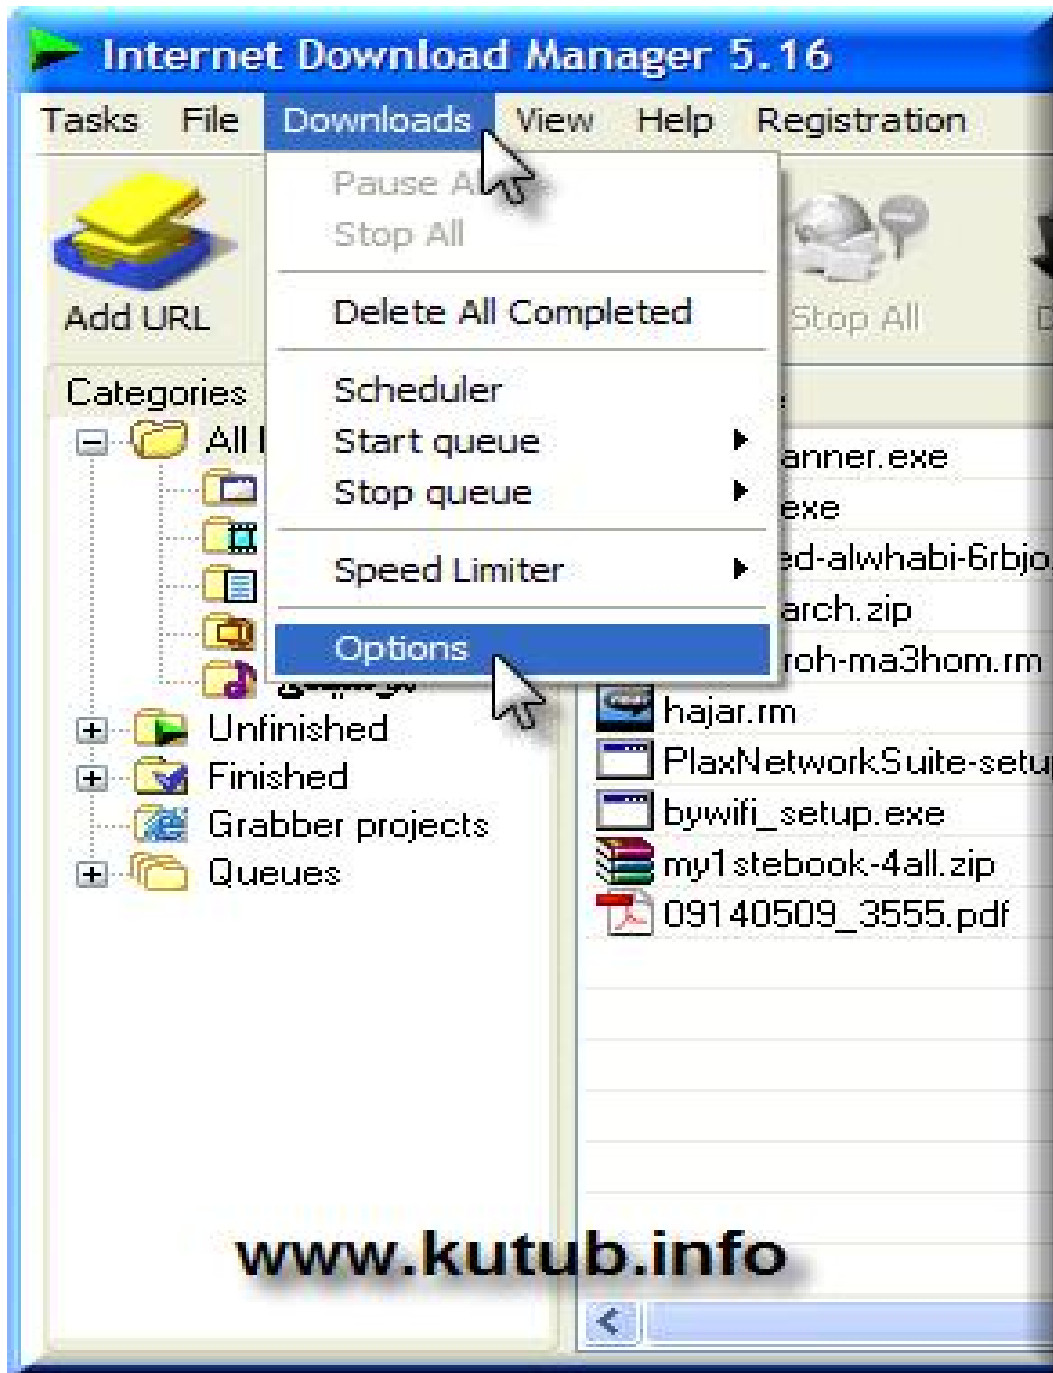 Internet Download Manager 5.16
Tasks File Downloads View Help Registration
Add URL
Stop All
Pause
Stop All
Delete All Completed
Scheduler
Start queue
Stop queue
Speed Limiter
Options
Categories
All
Unfinished
Finished
Grabber projects
Queues
anner.exe
exe
ed-alwhabi-6rbjo.
arch.zip
roh-ma3hom.rm
hajar.rm
PlaxNetworkSuite-setu
bywifi_setup.exe
my1stebook-4all.zip
09140509_3555.pdf
www.kutub.info